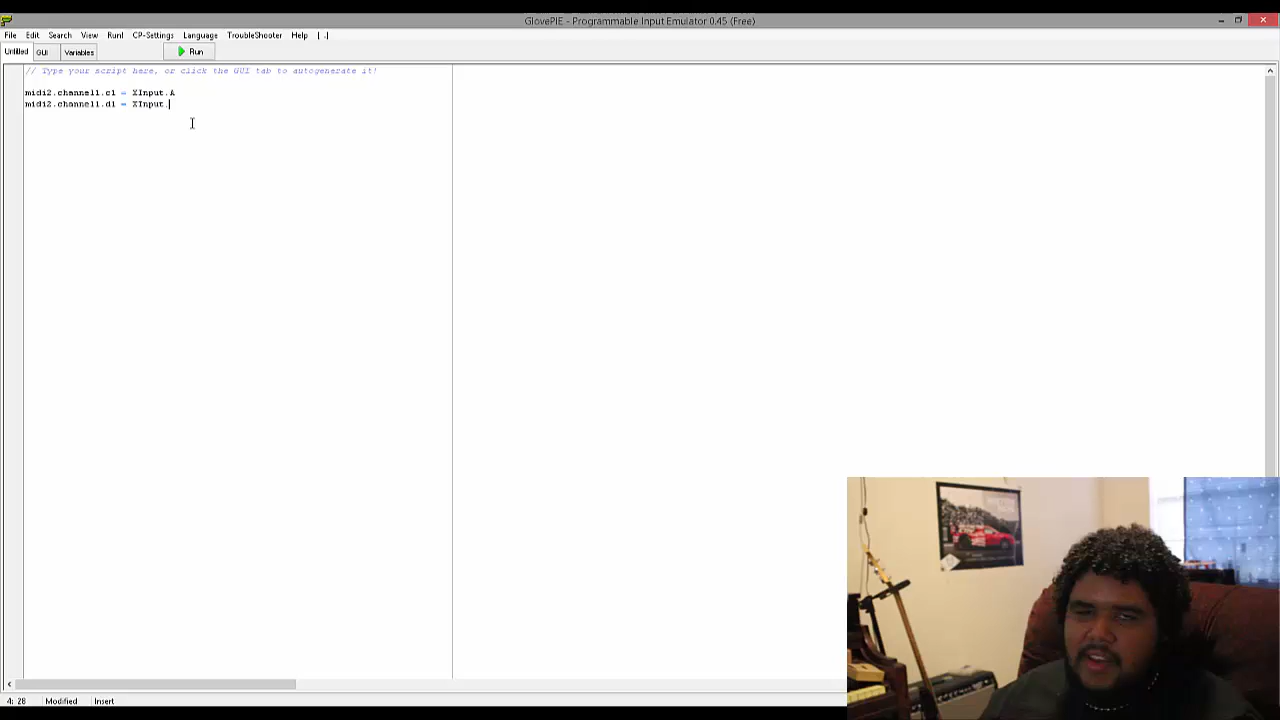 GlovePIE - Programmable Input Emulator 0.45 (Free)
File Edit Search View Run! CP-Settings Language TroubleShooter Help [ .]
Untitled GUI Variables Run
// Type your script here, or click the GUI tab to autogenerate it!
midi2.channel1.c1 = XInput.A
midi2.channel1.d1 = XInput.
4: 28 Modified Insert